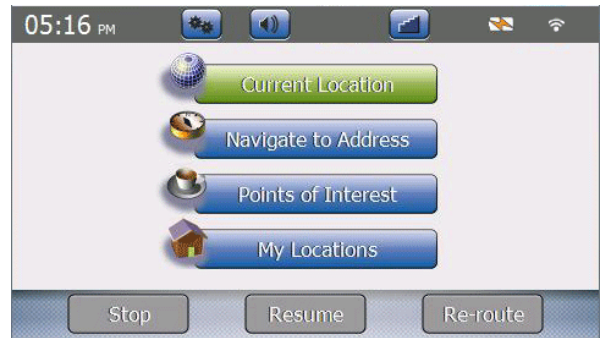 05:16 PM
Current Location
Navigate to Address
Points of Interest
My Locations
Stop
Resume
Re-route